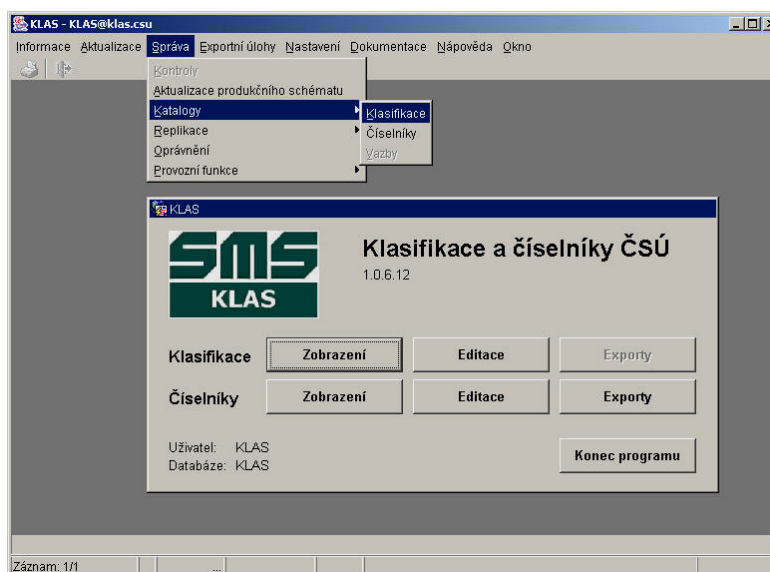 KLAS - KLAS@klas.csu
Informace Aktualizace Správa Exportní úlohy Nastavení Dokumentace Nápověda Okno
Kontroly
Aktualizace produkčního schématu
Katalogy
Klasifikace
Replikace
Číselníky
Oprávnění
Vazby
Provozní funkce
KLAS
SMS
KLAS
Klasifikace a číselníky ČSÚ
1.0.6.12
Klasifikace Zobrazení Editace Exporty
Číselníky Zobrazení Editace Exporty
Uživatel: KLAS
Databáze: KLAS
Konec programu
Záznam: 1/1 ...